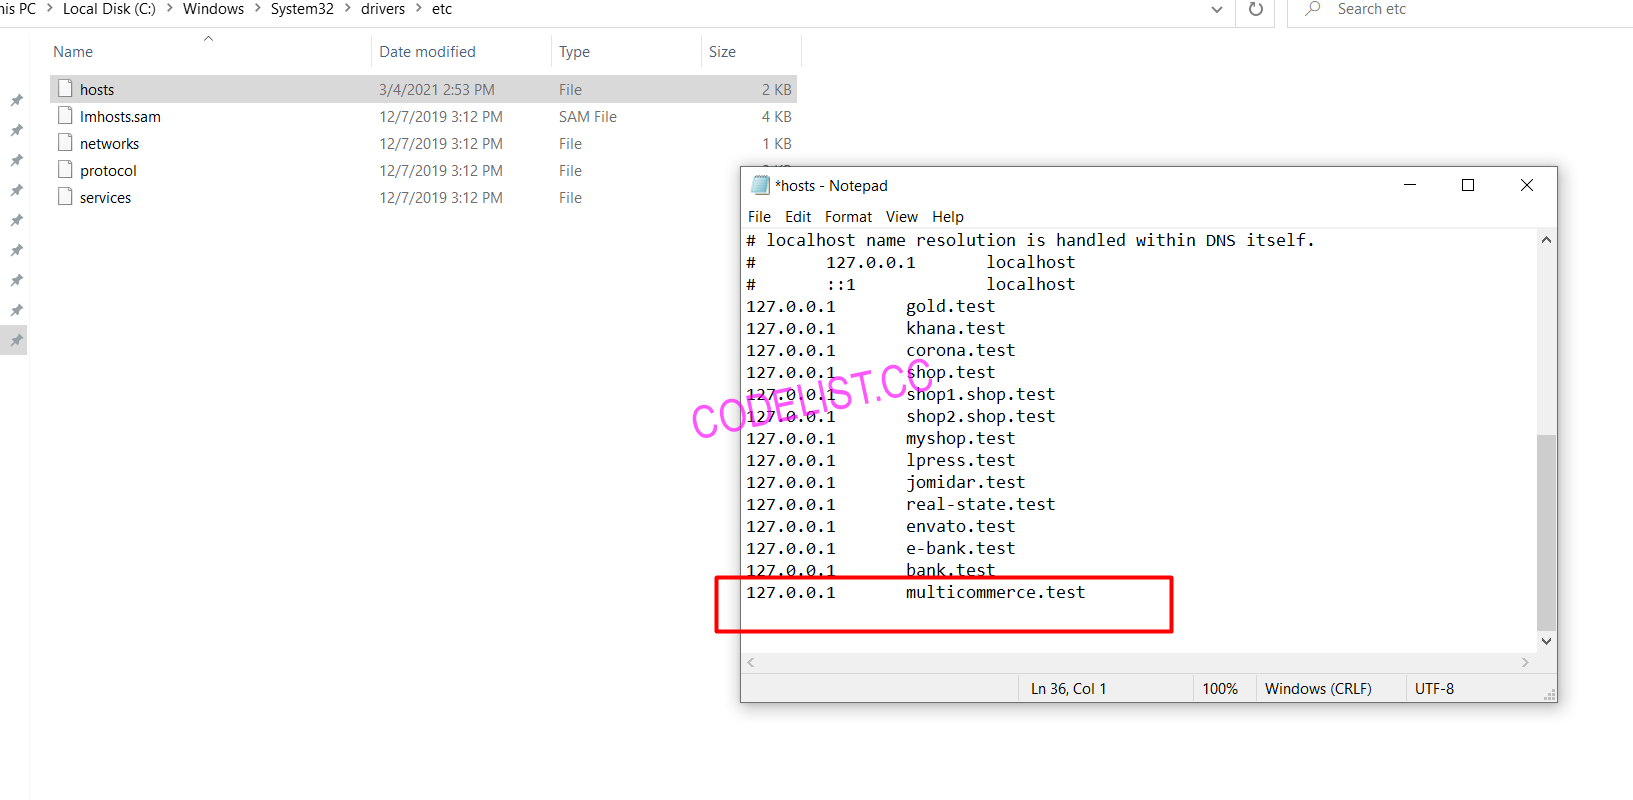 his PC > Local Disk (C:) > Windows > System32 > drivers > etc
Search etc
Name Date modified Type Size
hosts 3/4/2021 2:53 PM File 2 KB
lmhosts.sam 12/7/2019 3:12 PM SAM File 4 KB
networks 12/7/2019 3:12 PM File 1 KB
protocol 12/7/2019 3:12 PM File
services 12/7/2019 3:12 PM File
*hosts - Notepad
File Edit Format View Help
# localhost name resolution is handled within DNS itself.
# 127.0.0.1 localhost
# ::1 localhost
127.0.0.1 gold.test
127.0.0.1 khana.test
127.0.0.1 corona.test
127.0.0.1 shop.test
127.0.0.1 shop1.shop.test
127.0.0.1 shop2.shop.test
127.0.0.1 myshop.test
127.0.0.1 lpress.test
127.0.0.1 jomidar.test
127.0.0.1 real-state.test
127.0.0.1 envato.test
127.0.0.1 e-bank.test
127.0.0.1 bank.test
127.0.0.1 multicommerce.test
CODELIST.CC
Ln 36, Col 1 100% Windows (CRLF) UTF-8